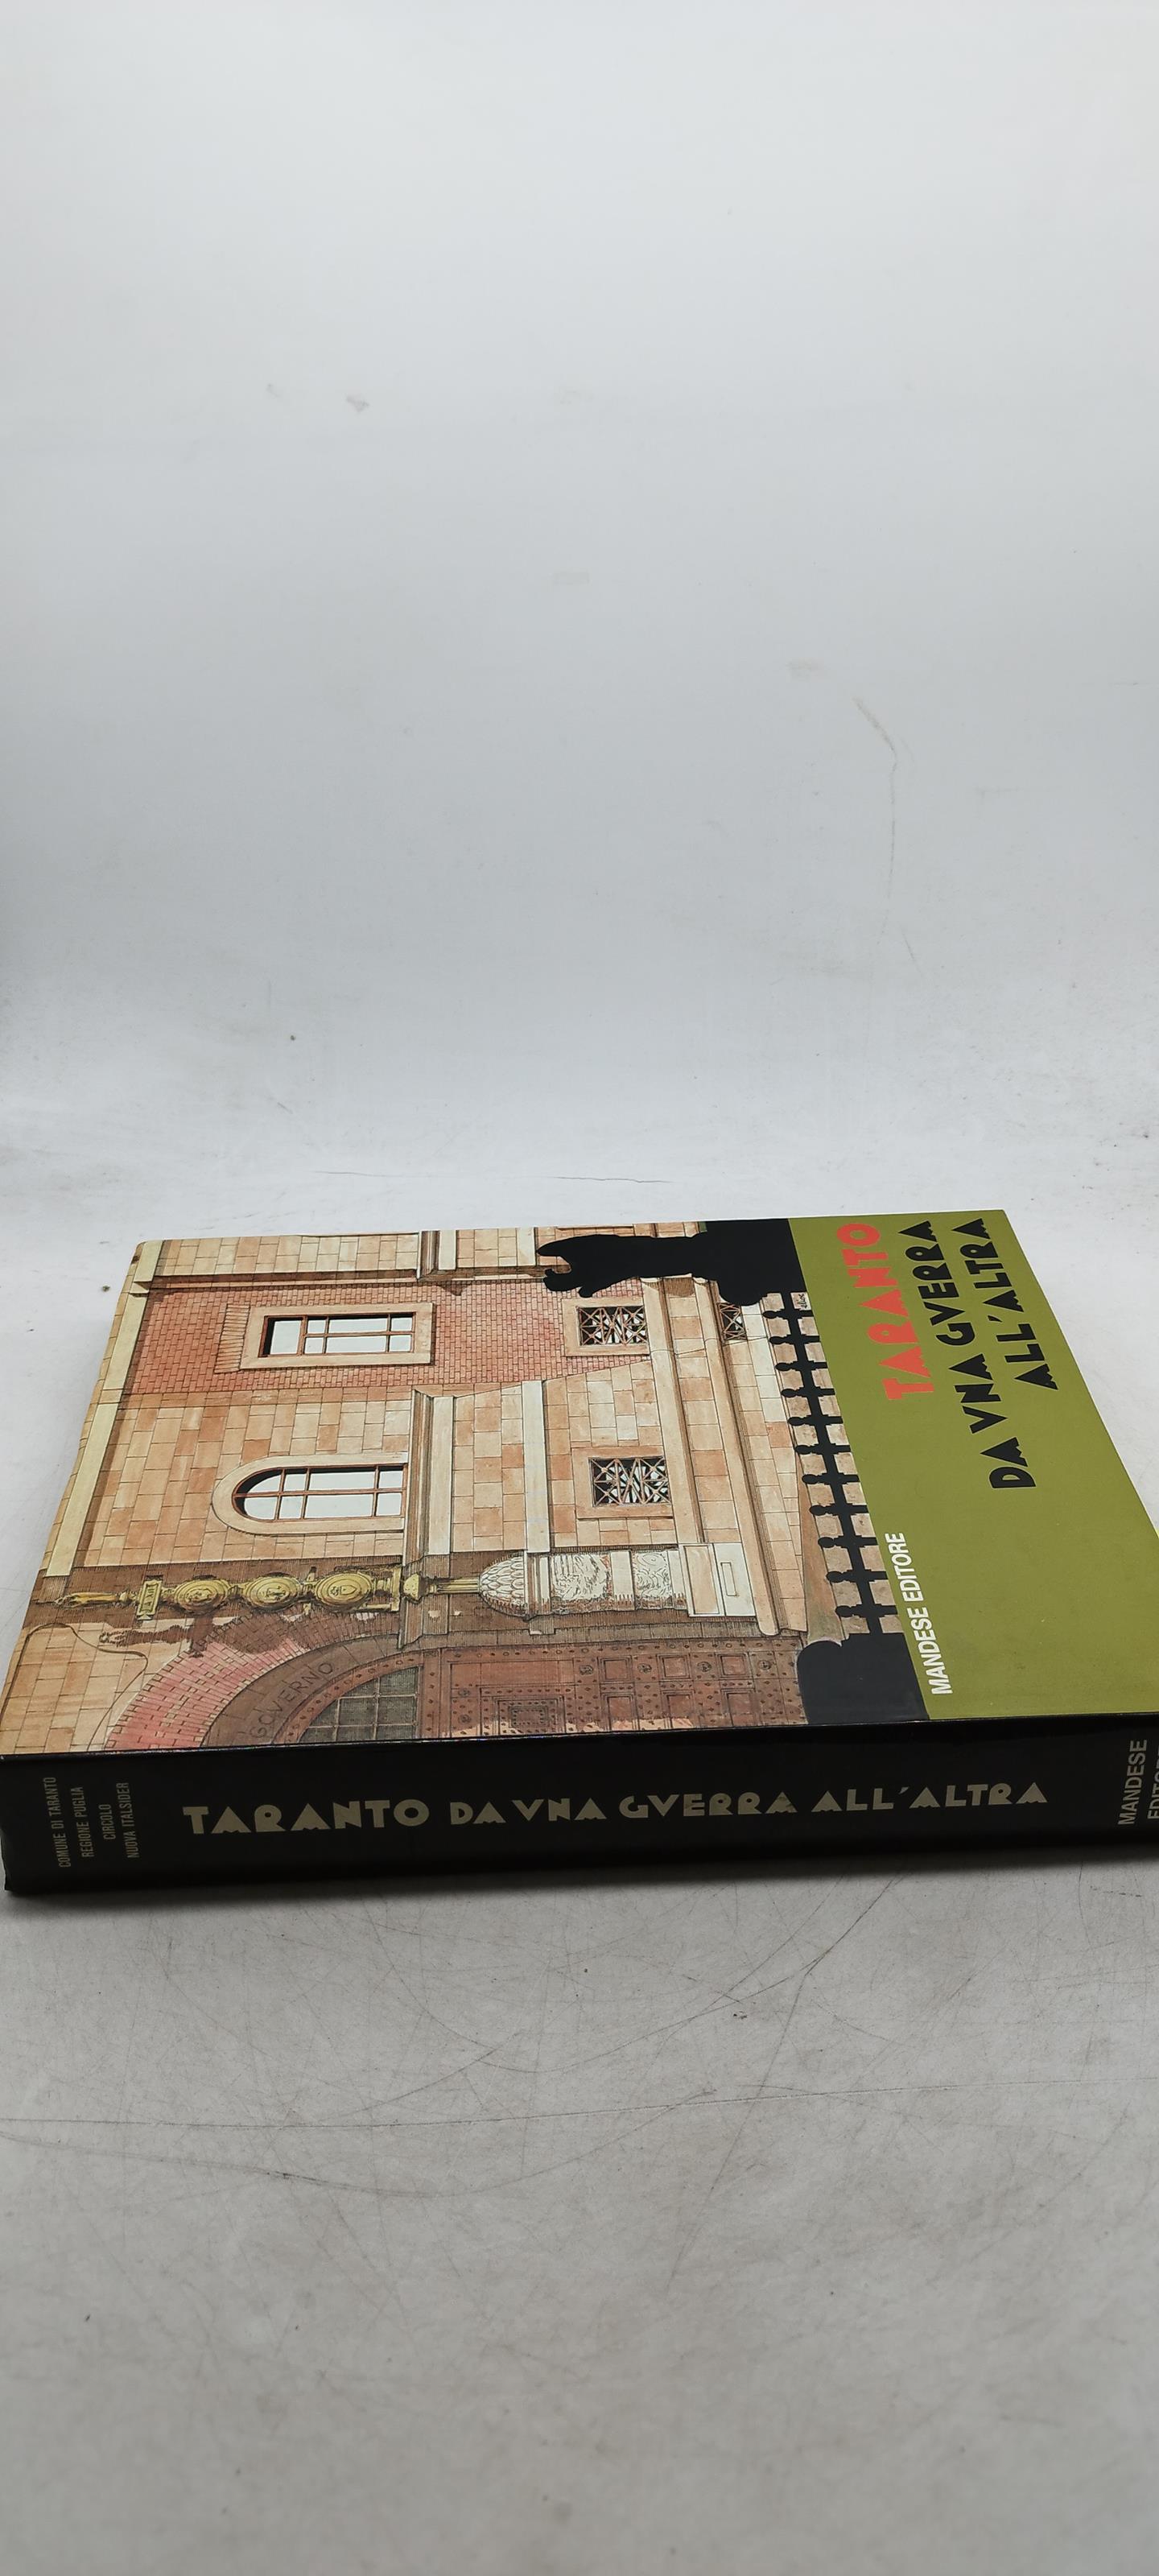 TARANTO
DA VNA GVERRA
ALL'ALTRA
MANDESE EDITORE
GOVERNO
COMUNE DI TARANTO
REGIONE PUGLIA
CIRCOLO
NUOVA ITALSIDER
TARANTO DA VNA GVERRA ALL'ALTRA
MANDESE